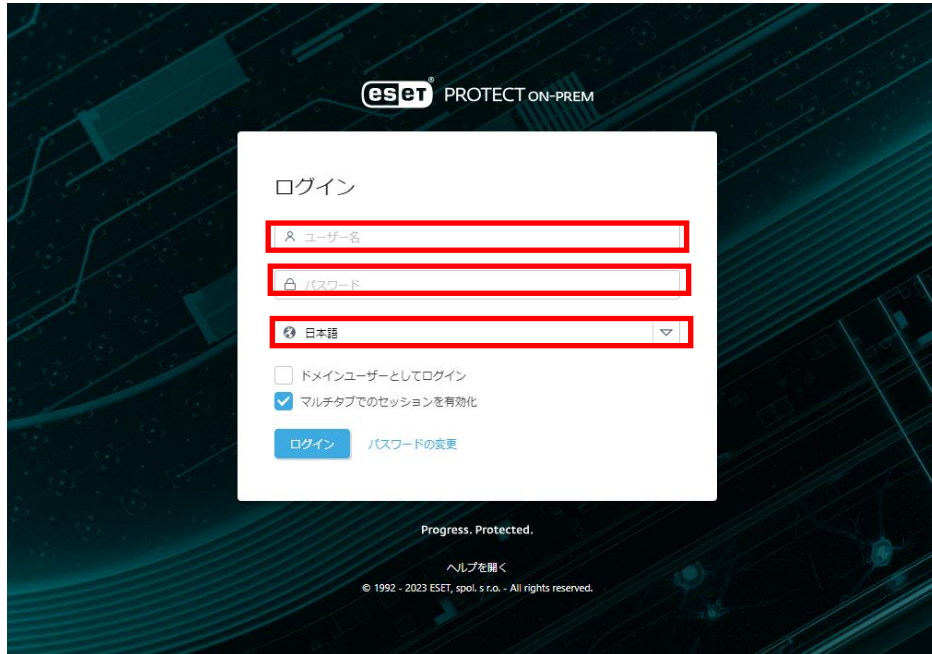 eset® PROTECT ON-PREM
ログイン
ユーザー名
パスワード
日本語
ドメインユーザーとしてログイン
マルチタブでのセッションを有効化
ログイン パスワードの変更
Progress. Protected.
ヘルプを開く
© 1992 - 2023 ESET, spol. s r.o. - All rights reserved.